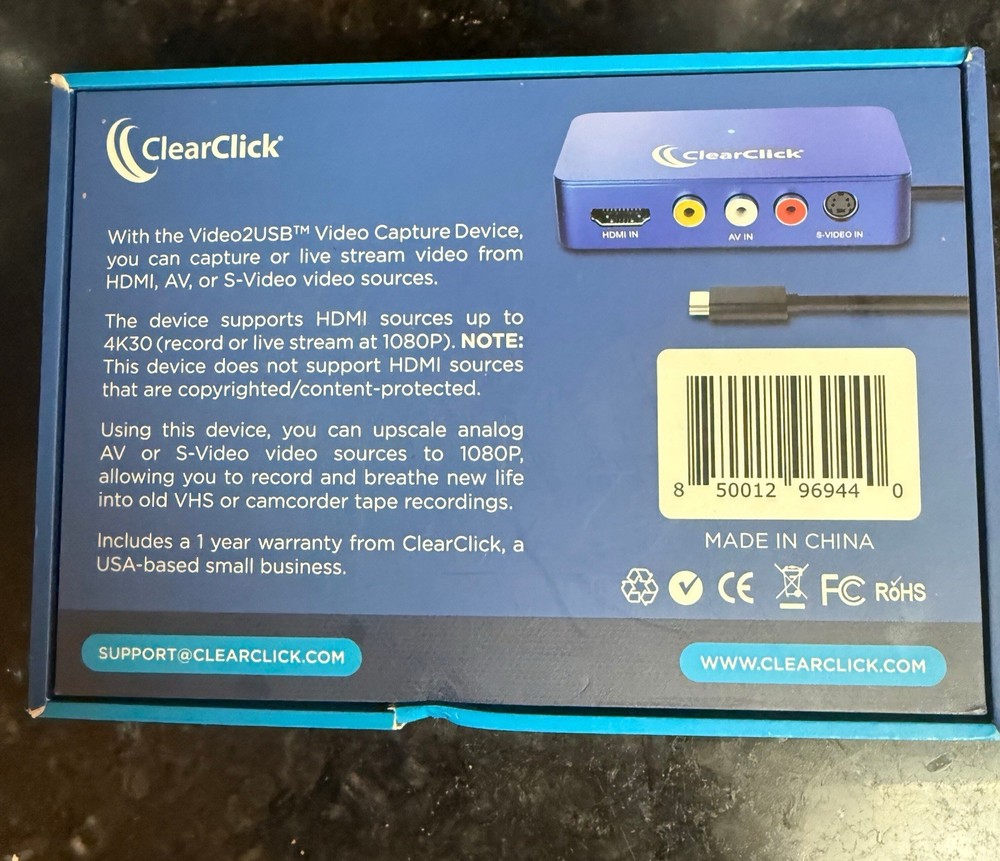 ClearClick®
With the Video2USB™ Video Capture Device,
you can capture or live stream video from
HDMI, AV, or S-Video video sources.
The device supports HDMI sources up to
4K30 (record or live stream at 1080P). NOTE:
This device does not support HDMI sources
that are copyrighted/content-protected.
Using this device, you can upscale analog
AV or S-Video video sources to 1080P,
allowing you to record and breathe new life
into old VHS or camcorder tape recordings.
Includes a 1 year warranty from ClearClick, a
USA-based small business.
SUPPORT@CLEARCLICK.COM
ClearClick®
HDMI IN
AV IN
S-VIDEO IN
8 50012 96944 0
MADE IN CHINA
CE FC RoHS
WWW.CLEARCLICK.COM